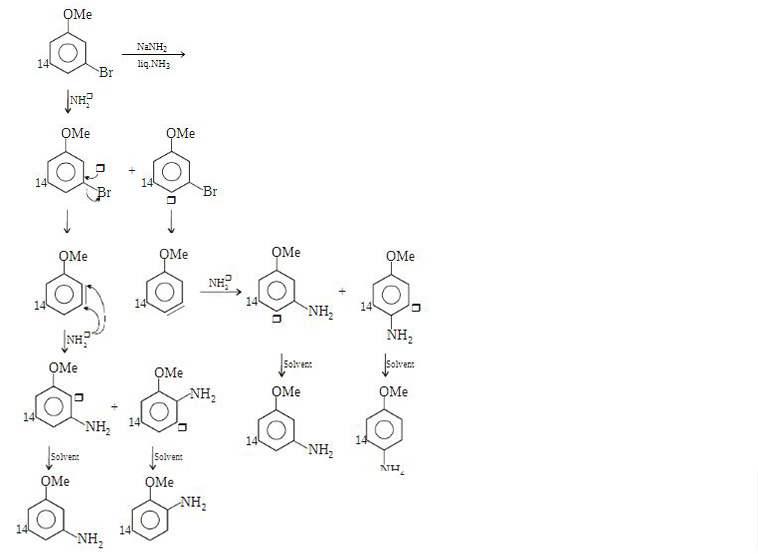 OMe
NaNH₂
14
Br
liq.NH₃
NH₂□
OMe
OMe
+
14
□
Br
14
□
Br
OMe
OMe
OMe
OMe
14
14
NH₂□
14
□
NH₂
+
14
□
NH₂
NH₂□
Solvent
Solvent
OMe
OMe
OMe
OMe
14
□
NH₂
+
14
NH₂
□
14
NH₂
14
NH₂
Solvent
Solvent
OMe
OMe
14
NH₂
14
NH₂